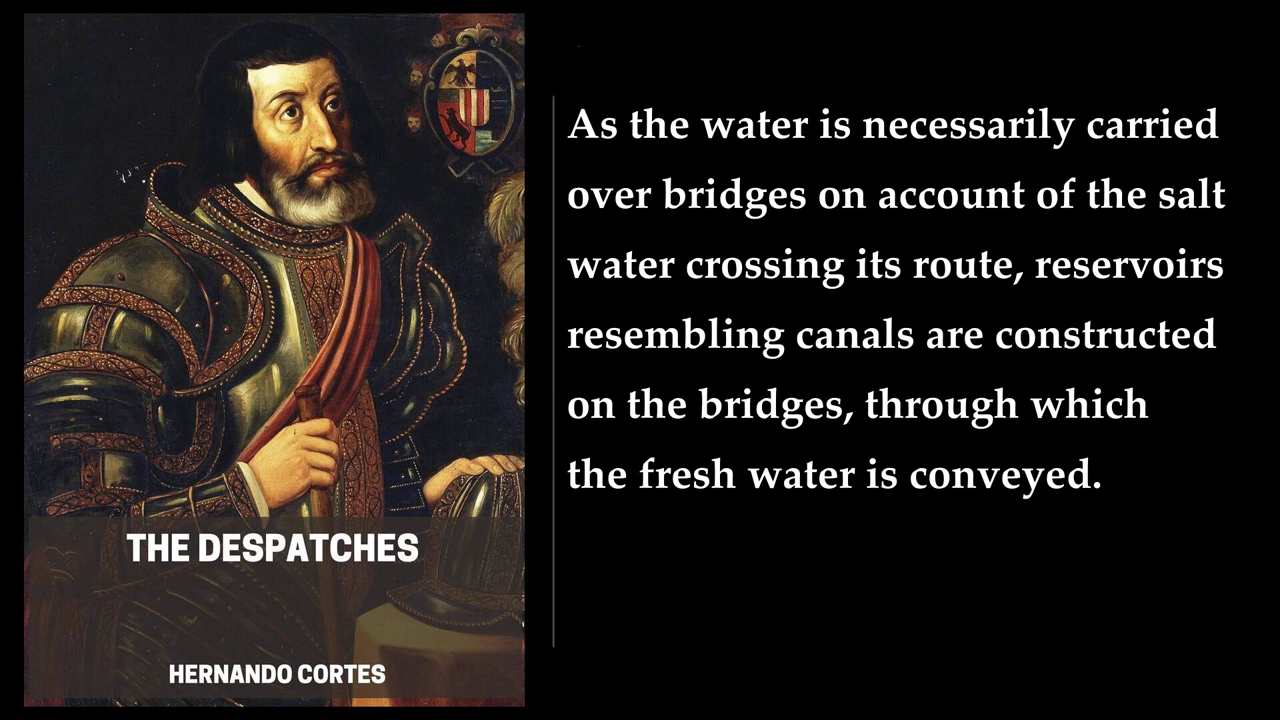 THE DESPATCHES
HERNANDO CORTES
As the water is necessarily carried
over bridges on account of the salt
water crossing its route, reservoirs
resembling canals are constructed
on the bridges, through which
the fresh water is conveyed.